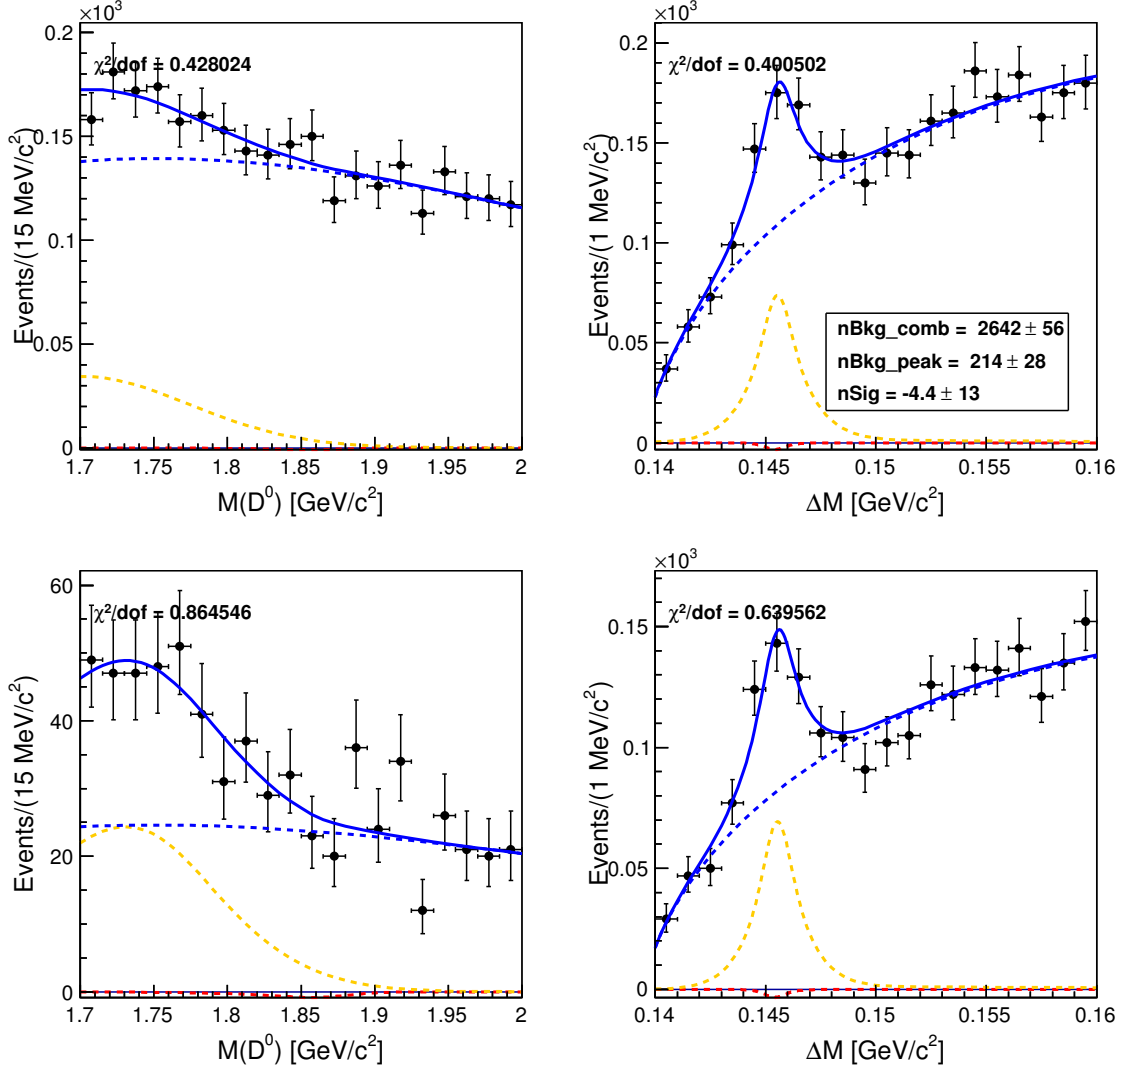 ×10³
Events/(15 MeV/c²)
χ²/dof = 0.428024
0.2
0.15
0.1
0.05
0
1.7 1.75 1.8 1.85 1.9 1.95 2
M(D⁰) [GeV/c²]
×10³
Events/(1 MeV/c²)
χ²/dof = 0.400502
0.2
0.15
0.1
0.05
0
nBkg_comb = 2642 ± 56
nBkg_peak = 214 ± 28
nSig = -4.4 ± 13
0.14 0.145 0.15 0.155 0.16
ΔM [GeV/c²]
Events/(15 MeV/c²)
χ²/dof = 0.864546
60
40
20
0
1.7 1.75 1.8 1.85 1.9 1.95 2
M(D⁰) [GeV/c²]
×10³
Events/(1 MeV/c²)
χ²/dof = 0.639562
0.15
0.1
0.05
0
0.14 0.145 0.15 0.155 0.16
ΔM [GeV/c²]